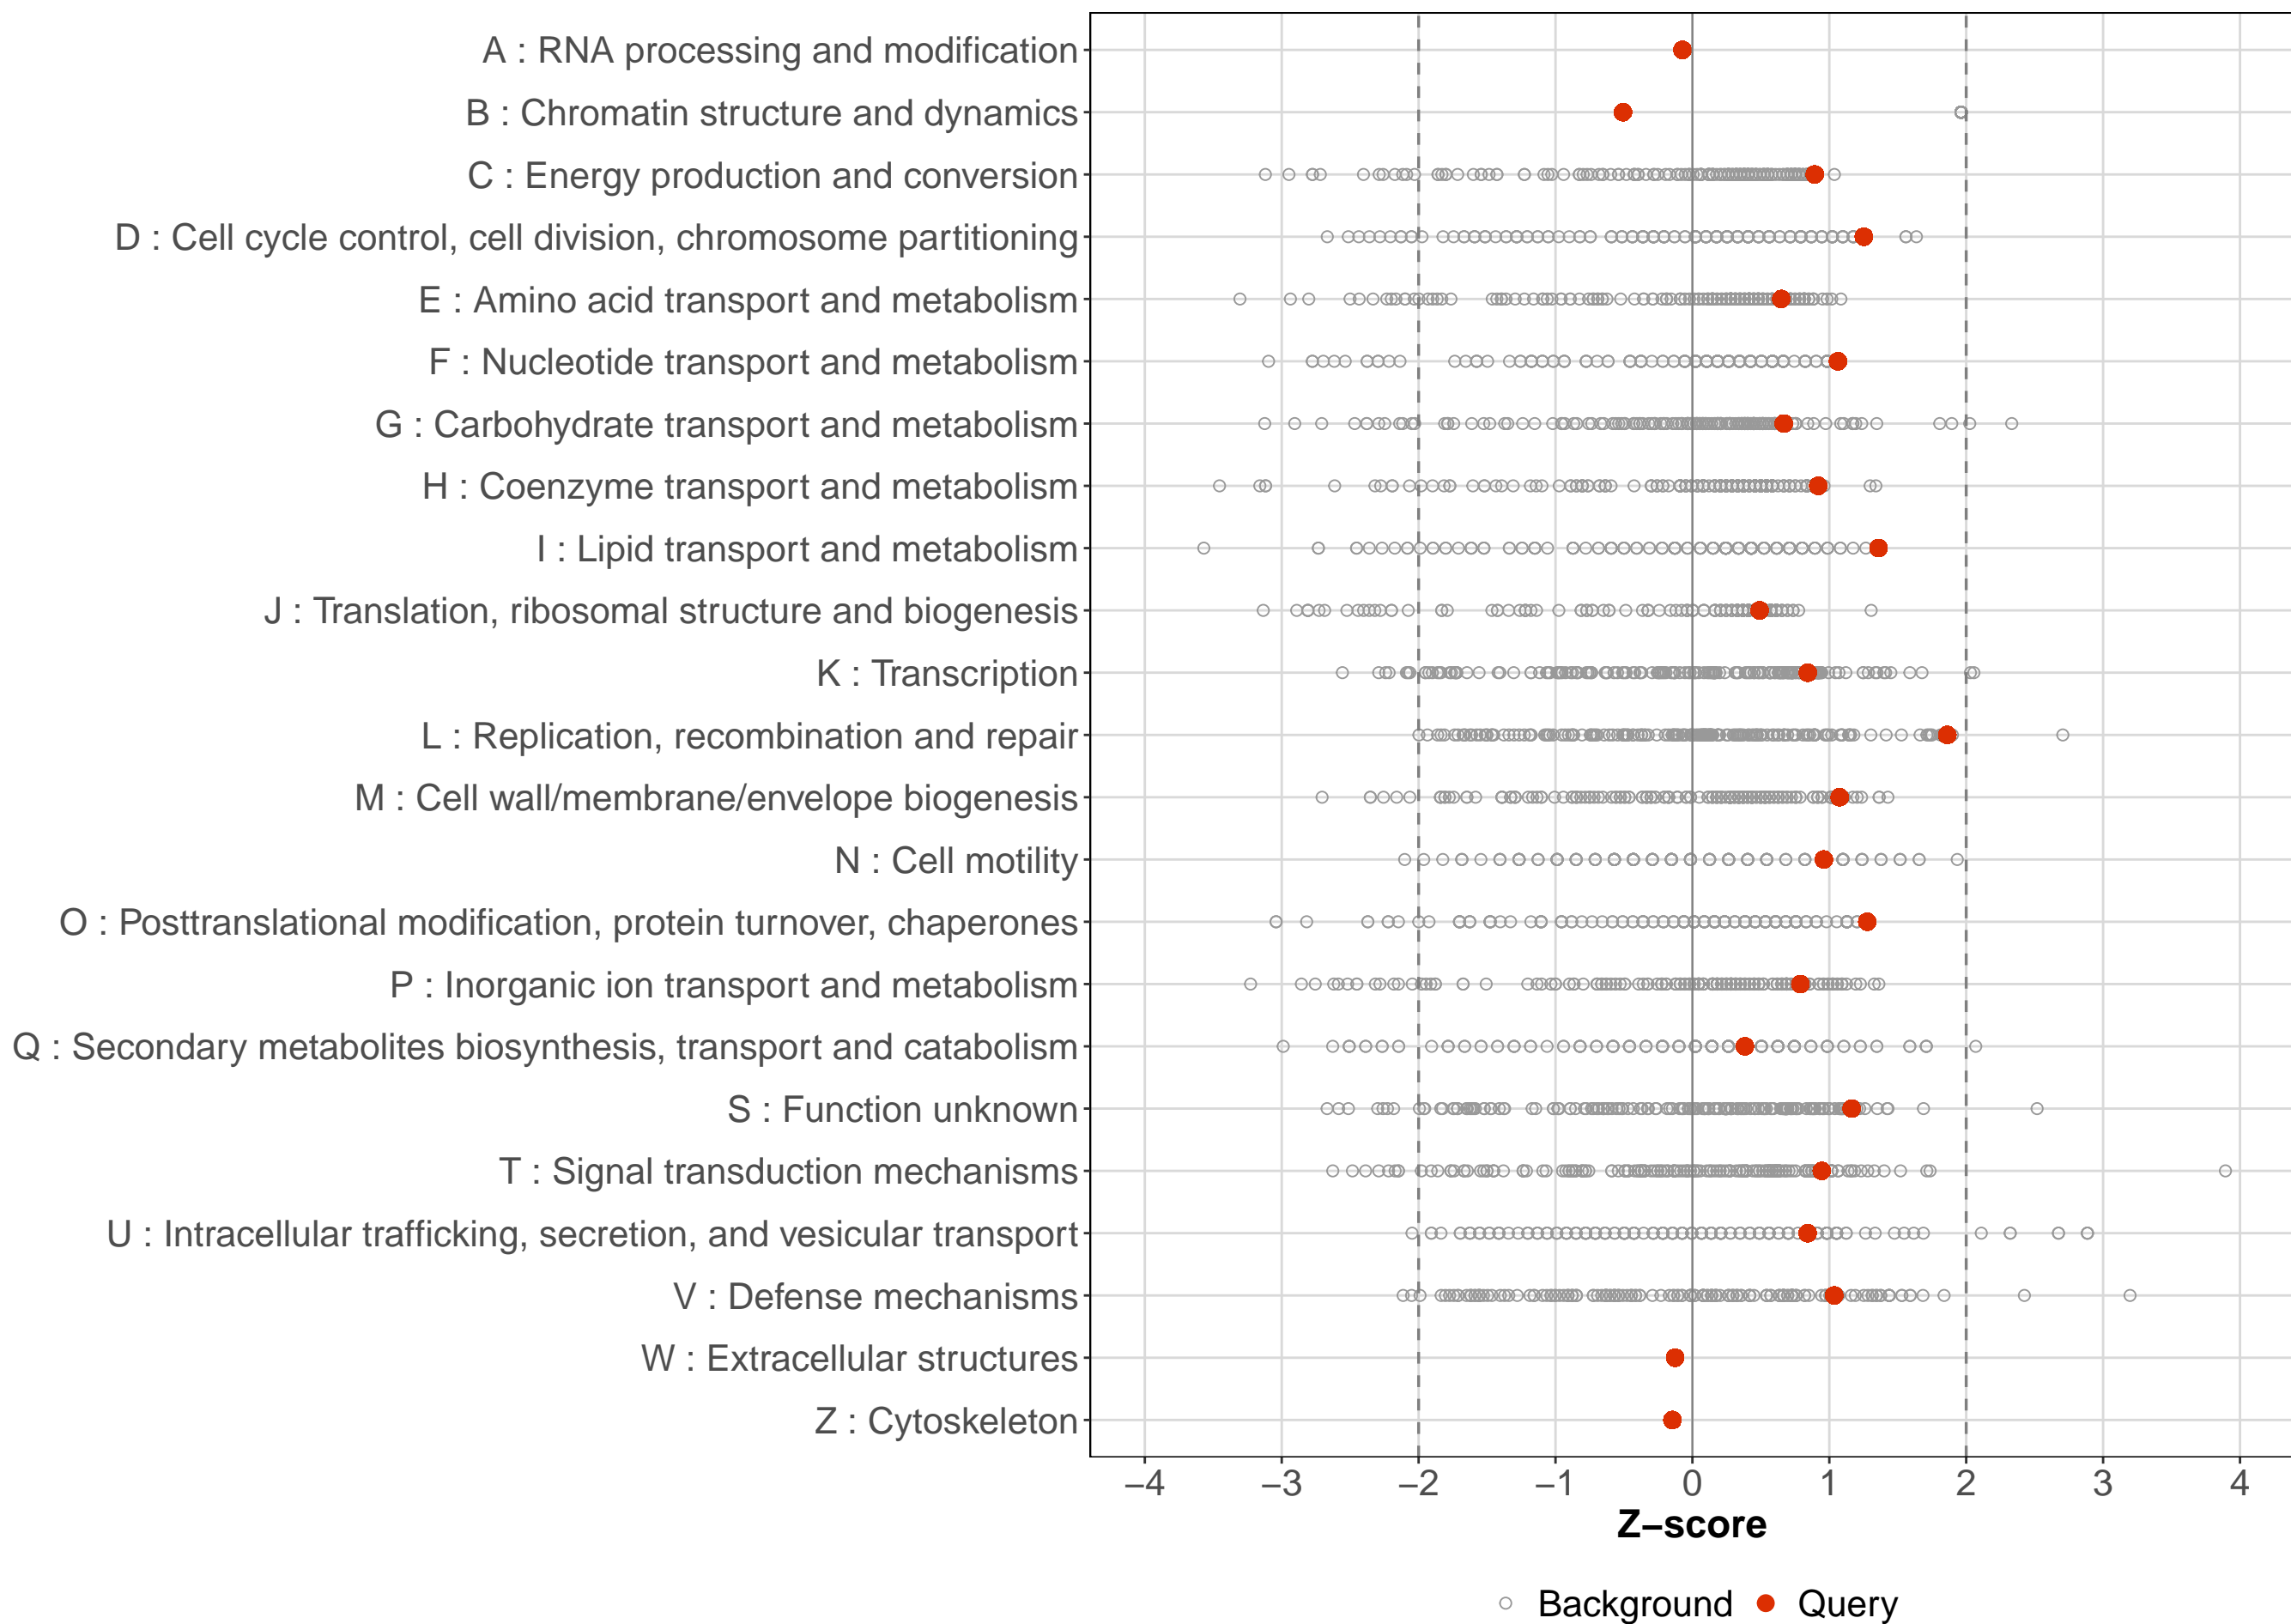 A : RNA processing and modification
B : Chromatin structure and dynamics
C : Energy production and conversion
D : Cell cycle control, cell division, chromosome partitioning
E : Amino acid transport and metabolism
F : Nucleotide transport and metabolism
G : Carbohydrate transport and metabolism
H : Coenzyme transport and metabolism
I : Lipid transport and metabolism
J : Translation, ribosomal structure and biogenesis
K : Transcription
L : Replication, recombination and repair
M : Cell wall/membrane/envelope biogenesis
N : Cell motility
O : Posttranslational modification, protein turnover, chaperones
P : Inorganic ion transport and metabolism
Q : Secondary metabolites biosynthesis, transport and catabolism
S : Function unknown
T : Signal transduction mechanisms
U : Intracellular trafficking, secretion, and vesicular transport
V : Defense mechanisms
W : Extracellular structures
Z : Cytoskeleton
−4 −3 −2 −1 0 1 2 3 4
Z−score
Background Query